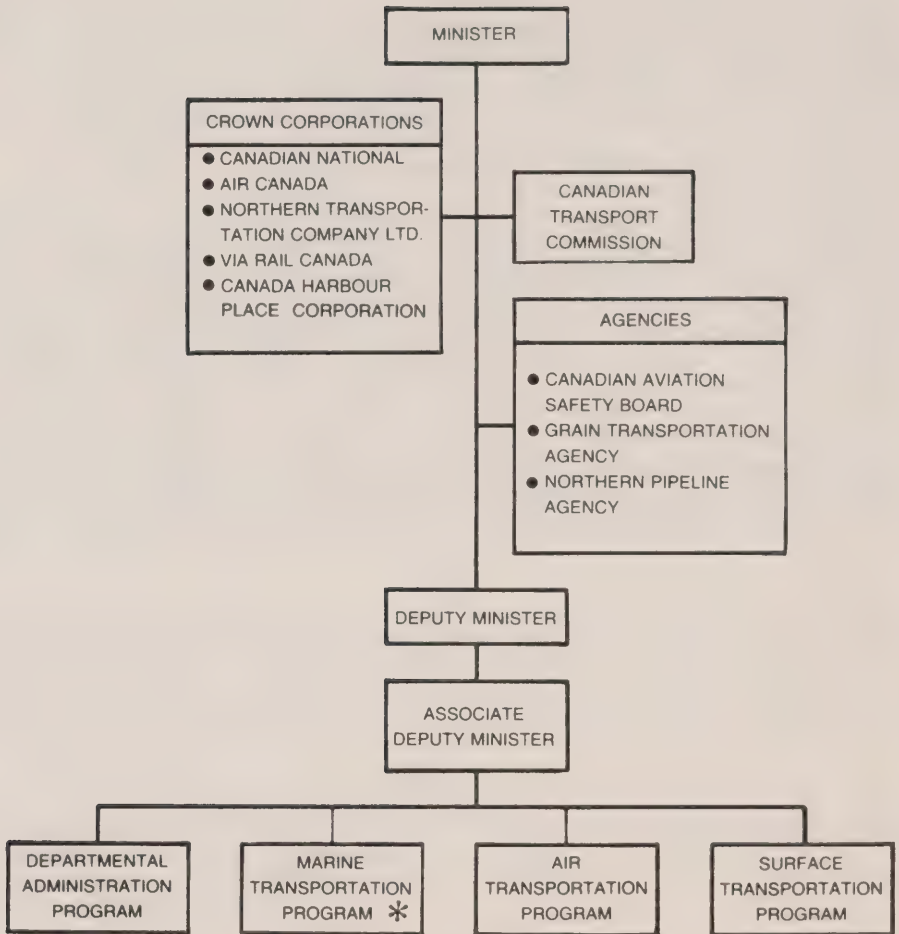 MINISTER
CROWN CORPORATIONS
● CANADIAN NATIONAL
● AIR CANADA
● NORTHERN TRANSPOR-
TATION COMPANY LTD.
● VIA RAIL CANADA
● CANADA HARBOUR
PLACE CORPORATION
CANADIAN
TRANSPORT
COMMISSION
AGENCIES
● CANADIAN AVIATION
SAFETY BOARD
● GRAIN TRANSPORTATION
AGENCY
● NORTHERN PIPELINE
AGENCY
DEPUTY MINISTER
ASSOCIATE
DEPUTY MINISTER
DEPARTMENTAL
ADMINISTRATION
PROGRAM
MARINE
TRANSPORTATION
PROGRAM *
AIR
TRANSPORTATION
PROGRAM
SURFACE
TRANSPORTATION
PROGRAM